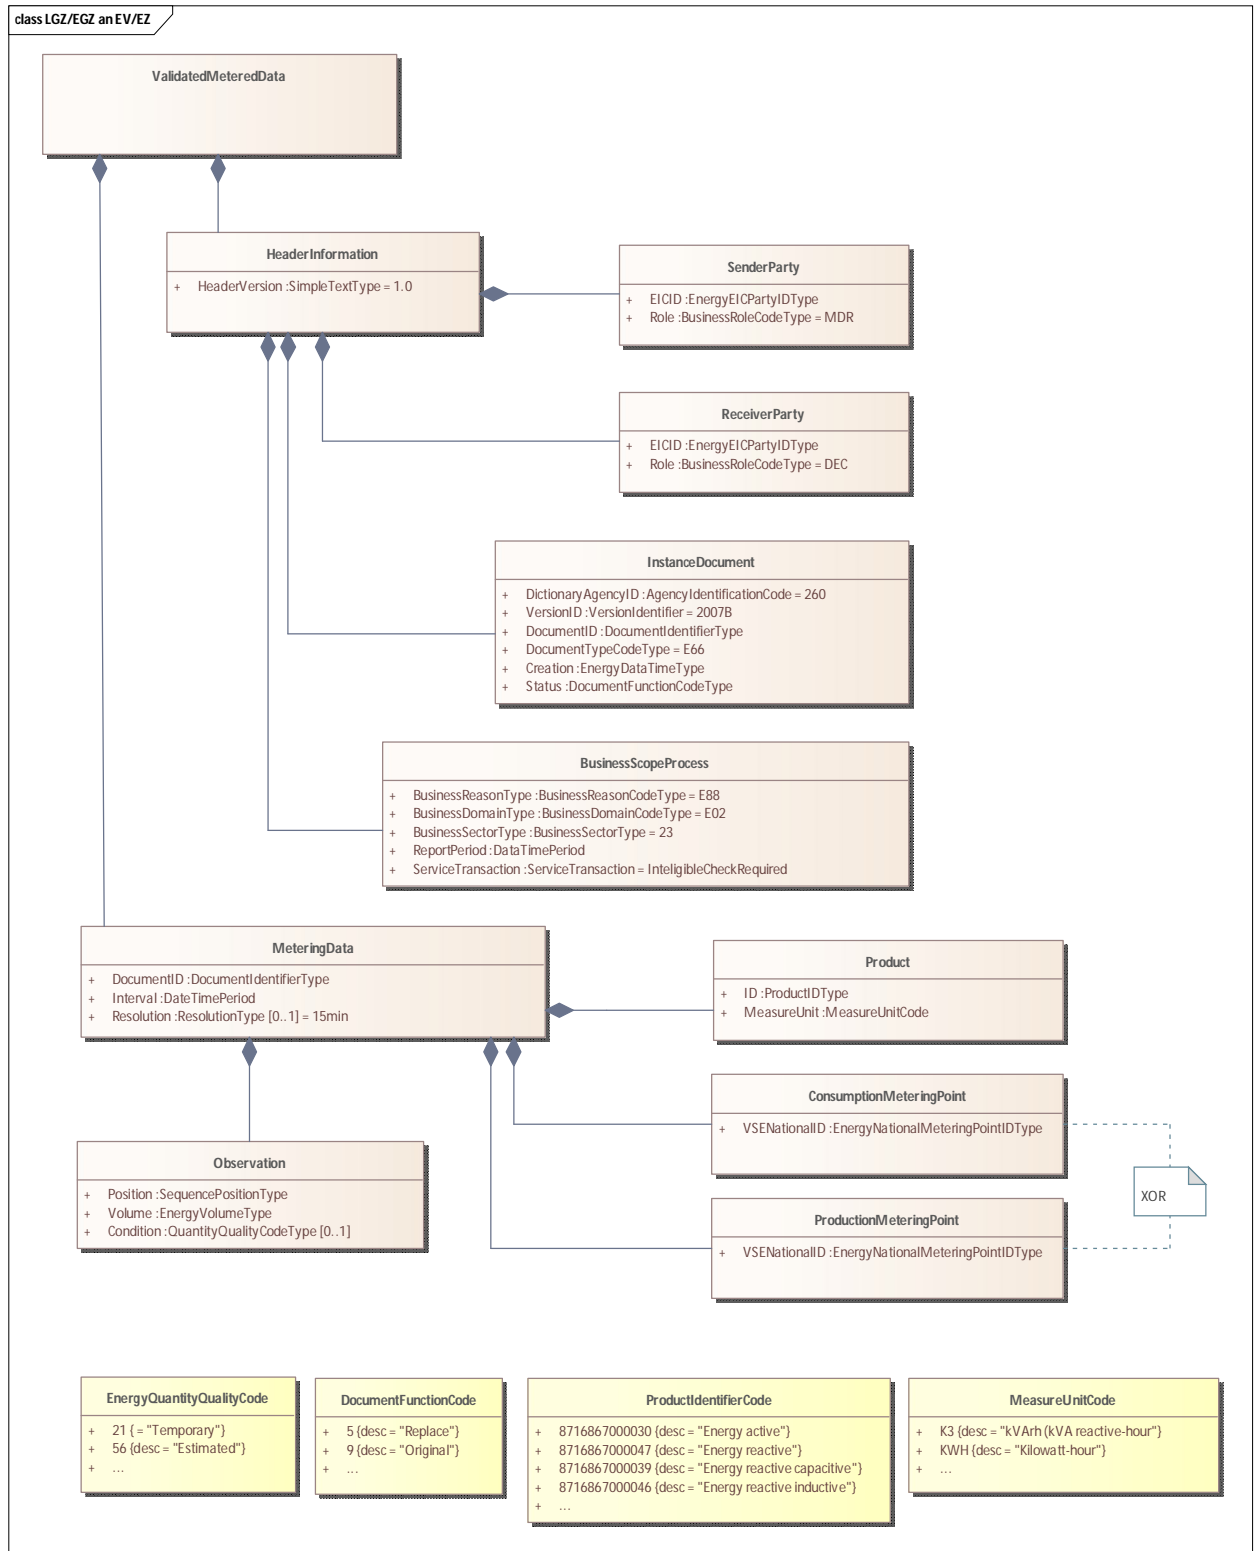 class LGZ/EGZ an EV/EZ
ValidatedMeteredData
HeaderInformation
+ HeaderVersion :SimpleTextType = 1.0
SenderParty
+ EICID :EnergyEICPartyIDType
+ Role :BusinessRoleCodeType = MDR
ReceiverParty
+ EICID :EnergyEICPartyIDType
+ Role :BusinessRoleCodeType = DEC
InstanceDocument
+ DictionaryAgencyID :AgencyIdentificationCode = 260
+ VersionID :VersionIdentifier = 2007B
+ DocumentID :DocumentIdentifierType
+ DocumentTypeCodeType = E66
+ Creation :EnergyDataTimeType
+ Status :DocumentFunctionCodeType
BusinessScopeProcess
+ BusinessReasonType :BusinessReasonCodeType = E88
+ BusinessDomainType :BusinessDomainCodeType = E02
+ BusinessSectorType :BusinessSectorType = 23
+ ReportPeriod :DataTimePeriod
+ ServiceTransaction :ServiceTransaction = InteligibleCheckRequired
MeteringData
+ DocumentID :DocumentIdentifierType
+ Interval :DateTimePeriod
+ Resolution :ResolutionType [0..1] = 15min
Product
+ ID :ProductIDType
+ MeasureUnit :MeasureUnitCode
ConsumptionMeteringPoint
+ VSENationalID :EnergyNationalMeteringPointIDType
Observation
+ Position :SequencePositionType
+ Volume :EnergyVolumeType
+ Condition :QuantityQualityCodeType [0..1]
XOR
ProductionMeteringPoint
+ VSENationalID :EnergyNationalMeteringPointIDType
EnergyQuantityQualityCode
+ 21 { = "Temporary"}
+ 56 {desc = "Estimated"}
+ ...
DocumentFunctionCode
+ 5 {desc = "Replace"}
+ 9 {desc = "Original"}
+ ...
ProductIdentifierCode
+ 8716867000030 {desc = "Energy active"}
+ 8716867000047 {desc = "Energy reactive"}
+ 8716867000039 {desc = "Energy reactive capacitive"}
+ 8716867000046 {desc = "Energy reactive inductive"}
+ ...
MeasureUnitCode
+ K3 {desc = "kVArh (kVA reactive-hour"}
+ KWH {desc = "Kilowatt-hour"}
+ ...